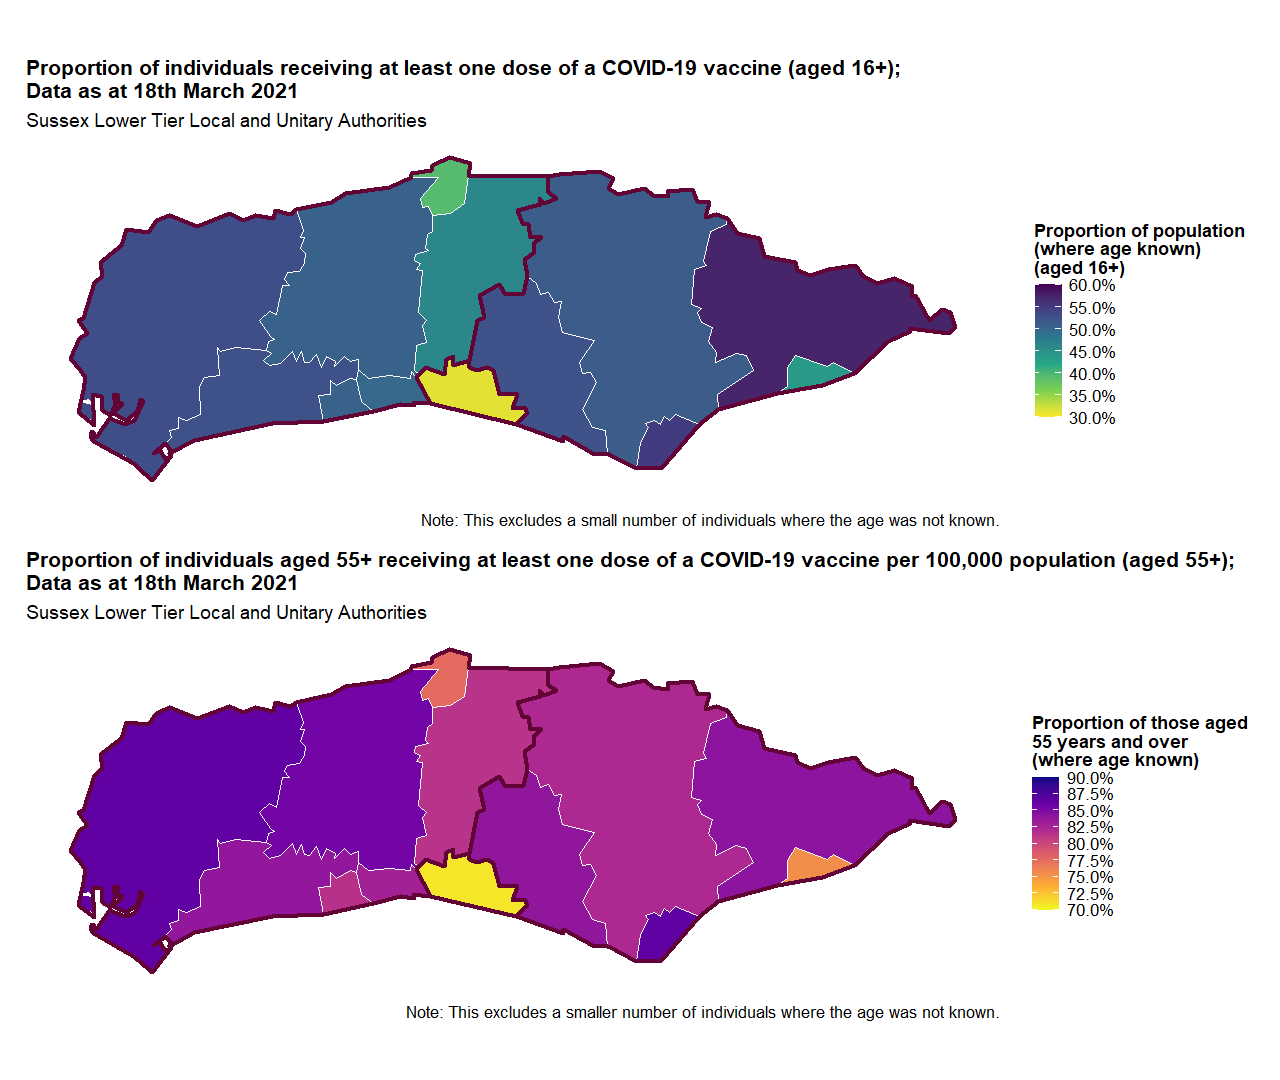 Proportion of individuals receiving at least one dose of a COVID-19 vaccine (aged 16+);
Data as at 18th March 2021
Sussex Lower Tier Local and Unitary Authorities
Proportion of population
(where age known)
(aged 16+)
60.0%
55.0%
50.0%
45.0%
40.0%
35.0%
30.0%
Note: This excludes a small number of individuals where the age was not known.
Proportion of individuals aged 55+ receiving at least one dose of a COVID-19 vaccine per 100,000 population (aged 55+);
Data as at 18th March 2021
Sussex Lower Tier Local and Unitary Authorities
Proportion of those aged
55 years and over
(where age known)
90.0%
87.5%
85.0%
82.5%
80.0%
77.5%
75.0%
72.5%
70.0%
Note: This excludes a smaller number of individuals where the age was not known.